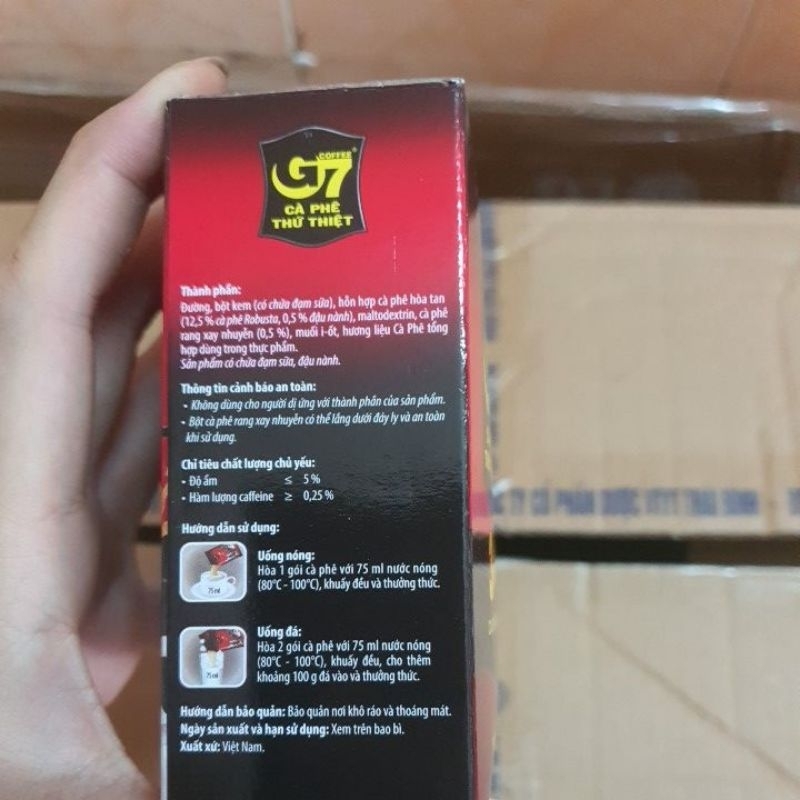 COFFEE
G7
CÀ PHÊ
THỨ THIỆT
Thành phần:
Đường, bột kem (có chứa đạm sữa), hỗn hợp cà phê hòa tan
(12,5 % cà phê Robusta, 0,5 % đậu nành), maltodextrin, cà phê
rang xay nhuyễn (0,5 %), muối i-ốt, hương liệu Cà Phê tổng
hợp dùng trong thực phẩm.
Sản phẩm có chứa đạm sữa, đậu nành.
Thông tin cảnh báo an toàn:
- Không dùng cho người dị ứng với thành phần của sản phẩm.
- Bột cà phê rang xay nhuyễn có thể lắng dưới đáy ly và an toàn
khi sử dụng.
Chỉ tiêu chất lượng chủ yếu:
- Độ ẩm ≤ 5 %
- Hàm lượng caffeine ≥ 0,25 %
Hướng dẫn sử dụng:
Uống nóng:
Hòa 1 gói cà phê với 75 ml nước nóng
(80°C - 100°C), khuấy đều và thưởng thức.
75 ml
Uống đá:
Hòa 2 gói cà phê với 75 ml nước nóng
(80°C - 100°C), khuấy đều, cho thêm
khoảng 100 g đá vào và thưởng thức.
75 ml
Hướng dẫn bảo quản: Bảo quản nơi khô ráo và thoáng mát.
Ngày sản xuất và hạn sử dụng: Xem trên bao bì.
Xuất xứ: Việt Nam.
TY CỔ PHẦN DƯỢC VTYT THÁI BÌNH